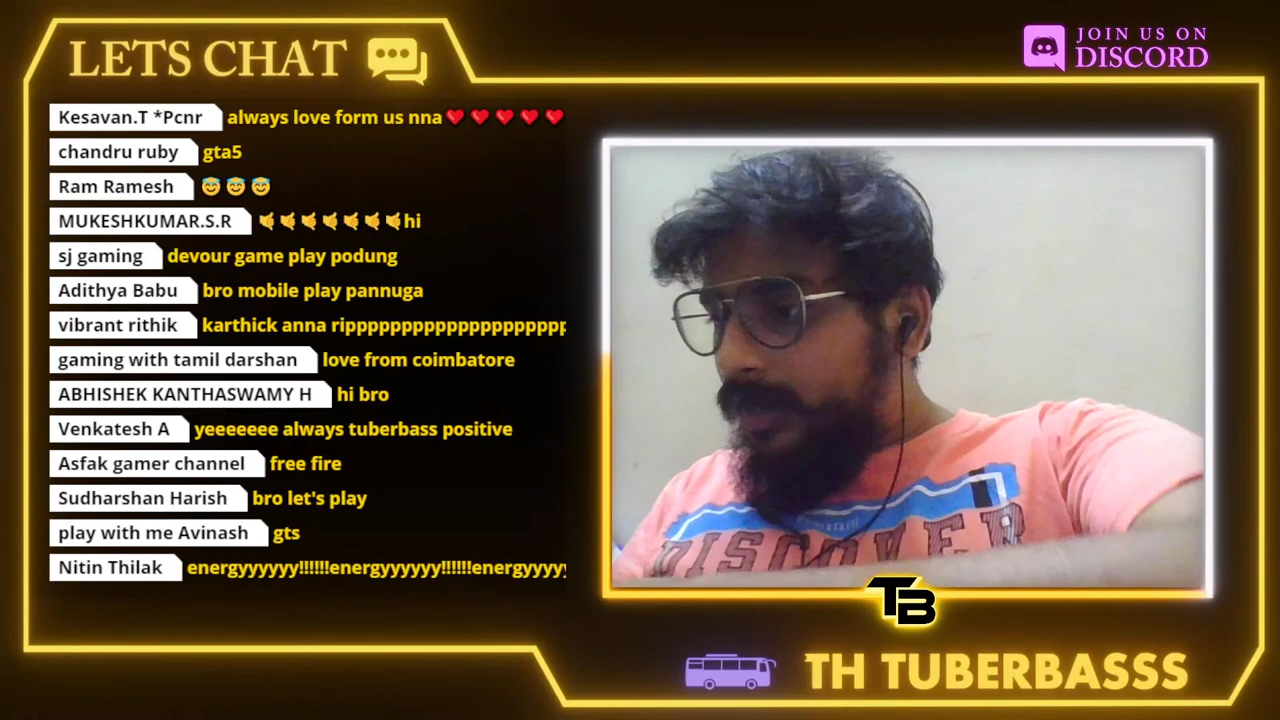 LETS CHAT
JOIN US ON
DISCORD
Kesavan.T *Pcnr always love form us nna❤️❤️❤️❤️❤️
chandru ruby gta5
Ram Ramesh 😇😇😇
MUKESHKUMAR.S.R 🤙🤙🤙🤙🤙🤙🤙hi
sj gaming devour game play podung
Adithya Babu bro mobile play pannuga
vibrant rithik karthick anna ripppppppppppppppppppp
gaming with tamil darshan love from coimbatore
ABHISHEK KANTHASWAMY H hi bro
Venkatesh A yeeeeeee always tuberbass positive
Asfak gamer channel free fire
Sudharshan Harish bro let's play
play with me Avinash gts
Nitin Thilak energyyyyyy!!!!!!energyyyyyy!!!!!!energyyyyy
DISCOVER
TB
TH TUBERBASSS